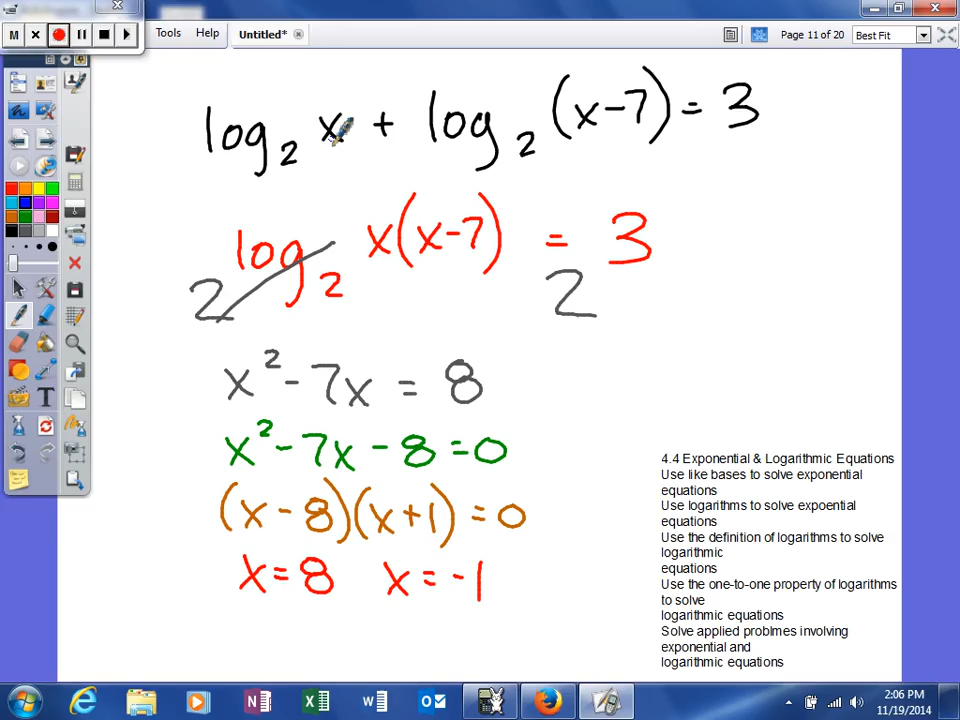 M
Tools Help
Untitled*
Page 11 of 20
Best Fit
log₂ x + log₂ (x-7) = 3
log₂ x(x-7) = 3
2 2
x² - 7x = 8
x² - 7x - 8 = 0
(x - 8)(x + 1) = 0
x = 8 x = -1
4.4 Exponential & Logarithmic Equations
Use like bases to solve exponential
equations
Use logarithms to solve expoential
equations
Use the definition of logarithms to solve
logarithmic
equations
Use the one-to-one property of logarithms
to solve
logarithmic equations
Solve applied problmes involving
exponential and
logarithmic equations
2:06 PM
11/19/2014